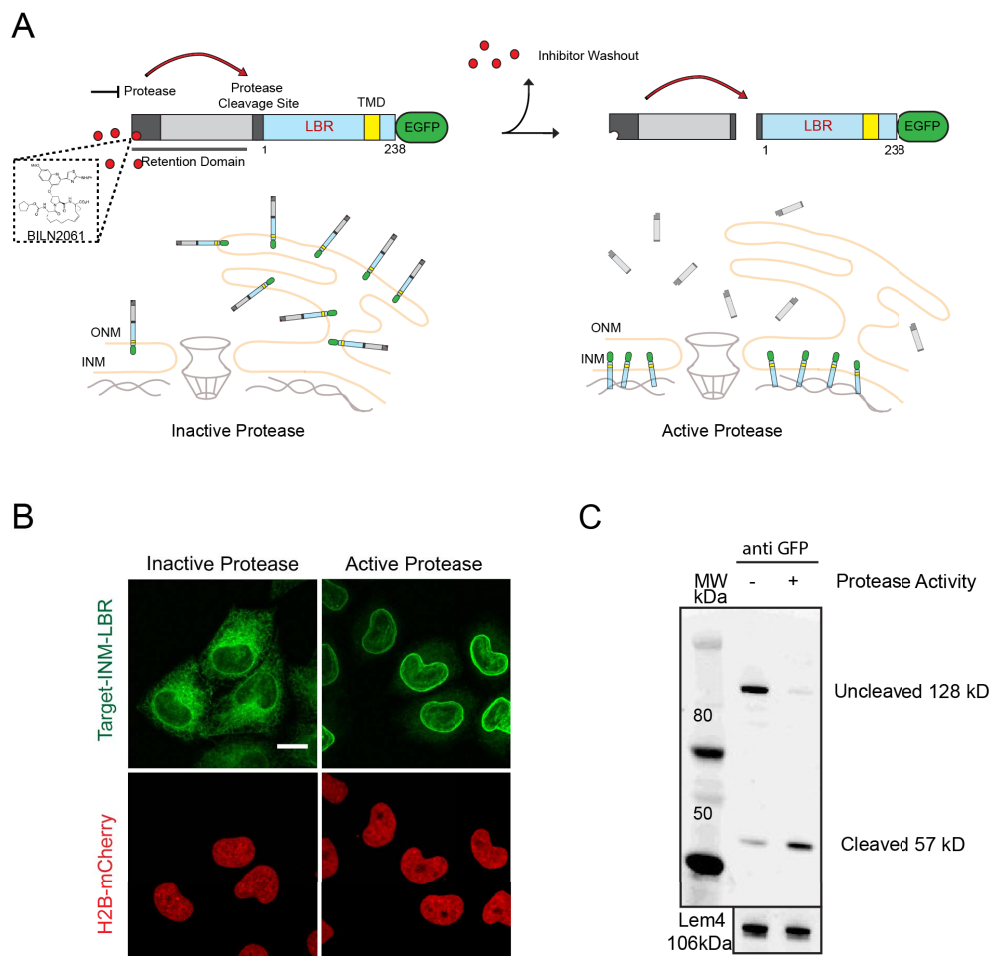 A
Inhibitor Washout
Protease
Protease
Cleavage Site
TMD
LBR
EGFP
LBR
EGFP
Retention Domain
1
238
1
238
BILN2061
ONM
INM
ONM
INM
Inactive Protease
Active Protease
B
Inactive Protease
Active Protease
Target-INM-LBR
H2B-mCherry
C
anti GFP
MW
kDa
-
+
Protease Activity
Uncleaved 128 kD
80
50
Cleaved 57 kD
Lem4
106kDa